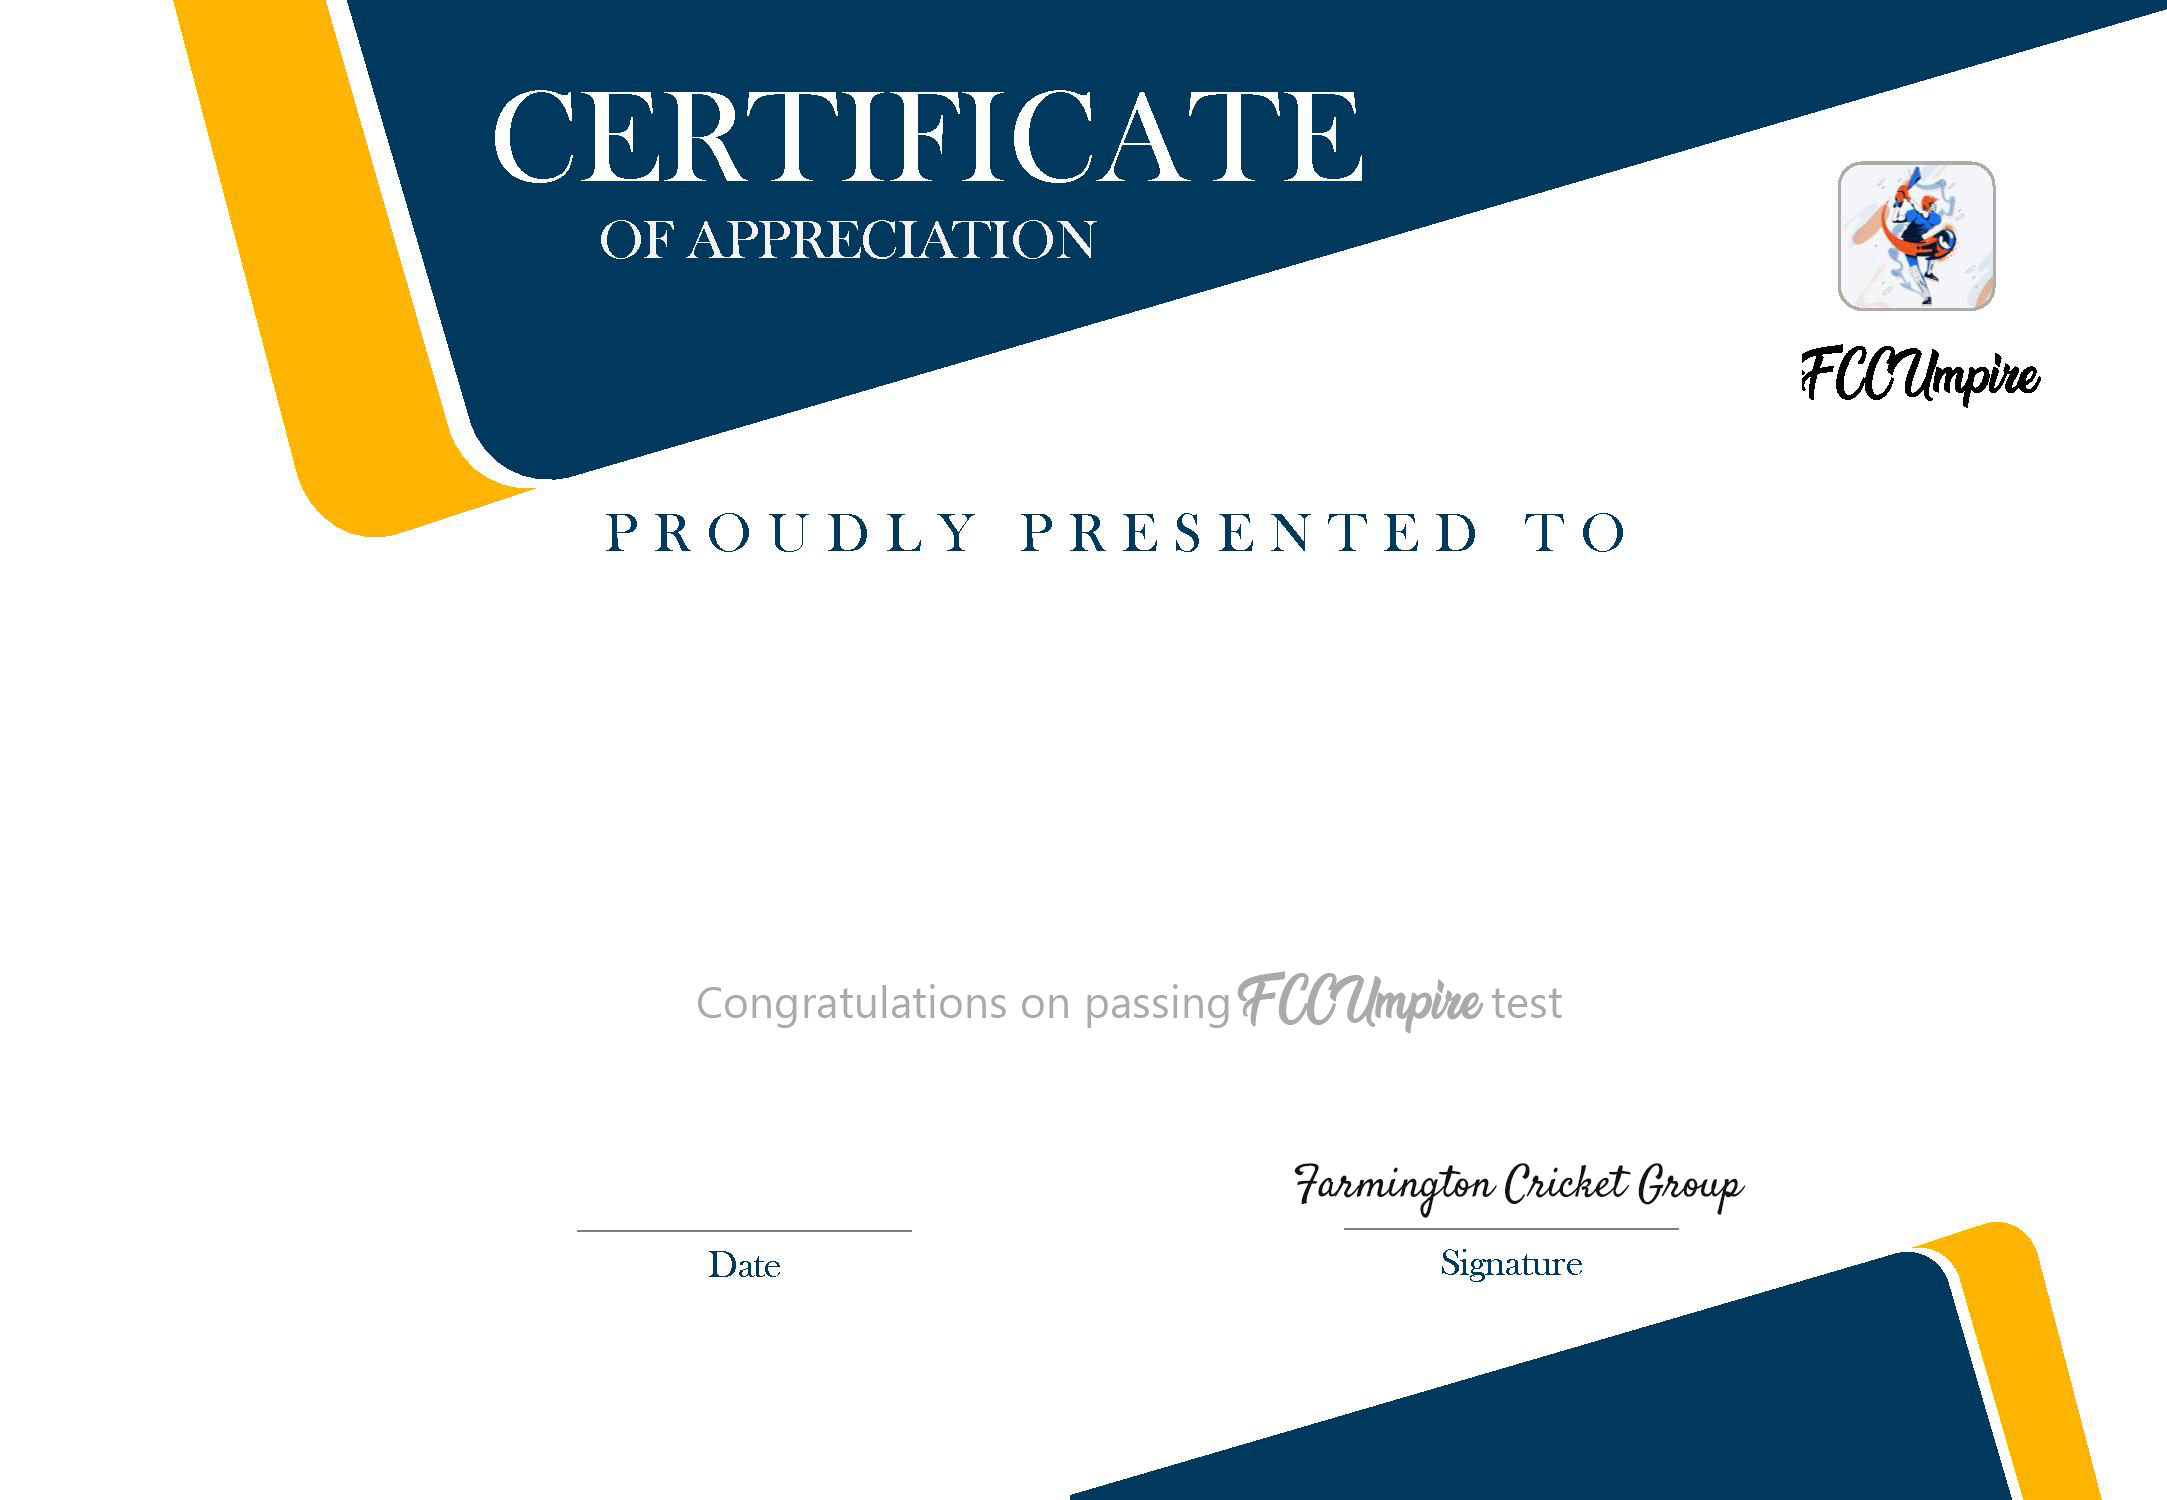 CERTIFICATE
OF APPRECIATION
FCCUmpire
PROUDLY PRESENTED TO
Congratulations on passing FCCUmpire test
Farmington Cricket Group
Date
Signature